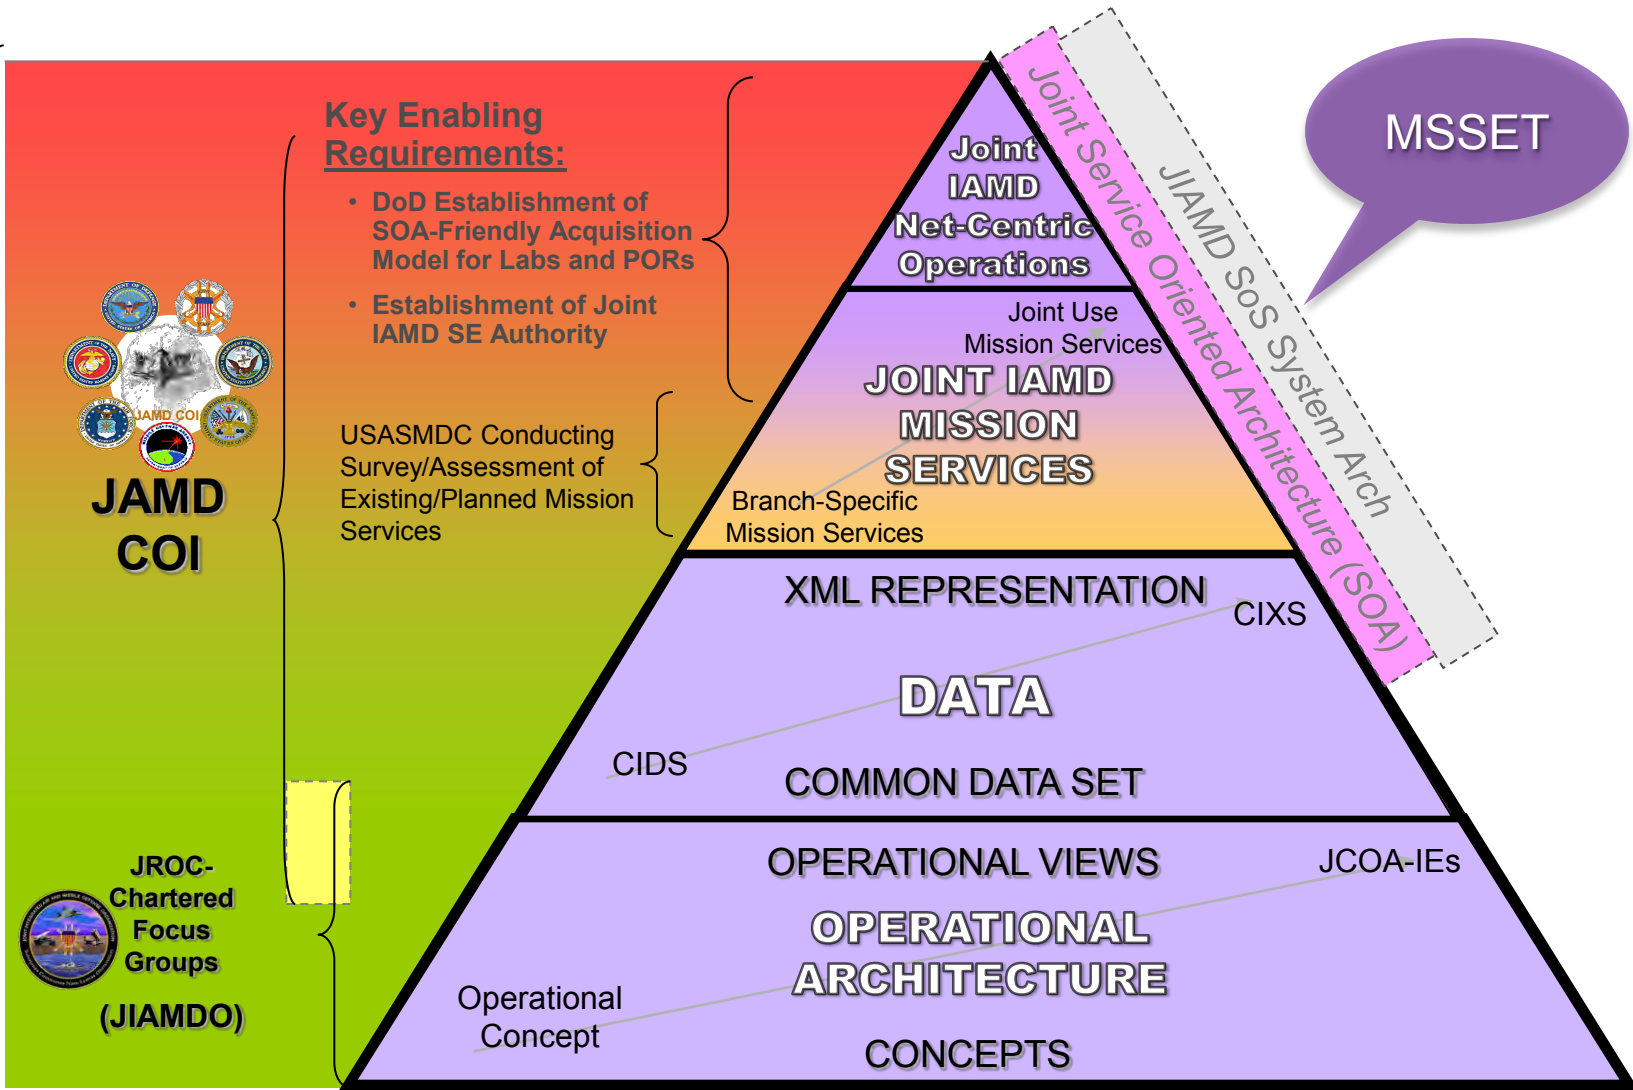 Key Enabling
Requirements:
• DoD Establishment of
SOA-Friendly Acquisition
Model for Labs and PORs
• Establishment of Joint
IAMD SE Authority
USASMDC Conducting
Survey/Assessment of
Existing/Planned Mission
Services
JAMD COI
JAMD
COI
JROC-
Chartered
Focus
Groups
(JIAMDO)
Joint
IAMD
Net-Centric
Operations
Joint Use
Mission Services
JOINT IAMD
MISSION
SERVICES
Branch-Specific
Mission Services
XML REPRESENTATION
CIXS
DATA
CIDS
COMMON DATA SET
OPERATIONAL VIEWS
JCOA-IEs
OPERATIONAL
ARCHITECTURE
Operational
Concept
CONCEPTS
Joint Service Oriented Architecture (SOA)
JIAMD SoS System Arch
MSSET